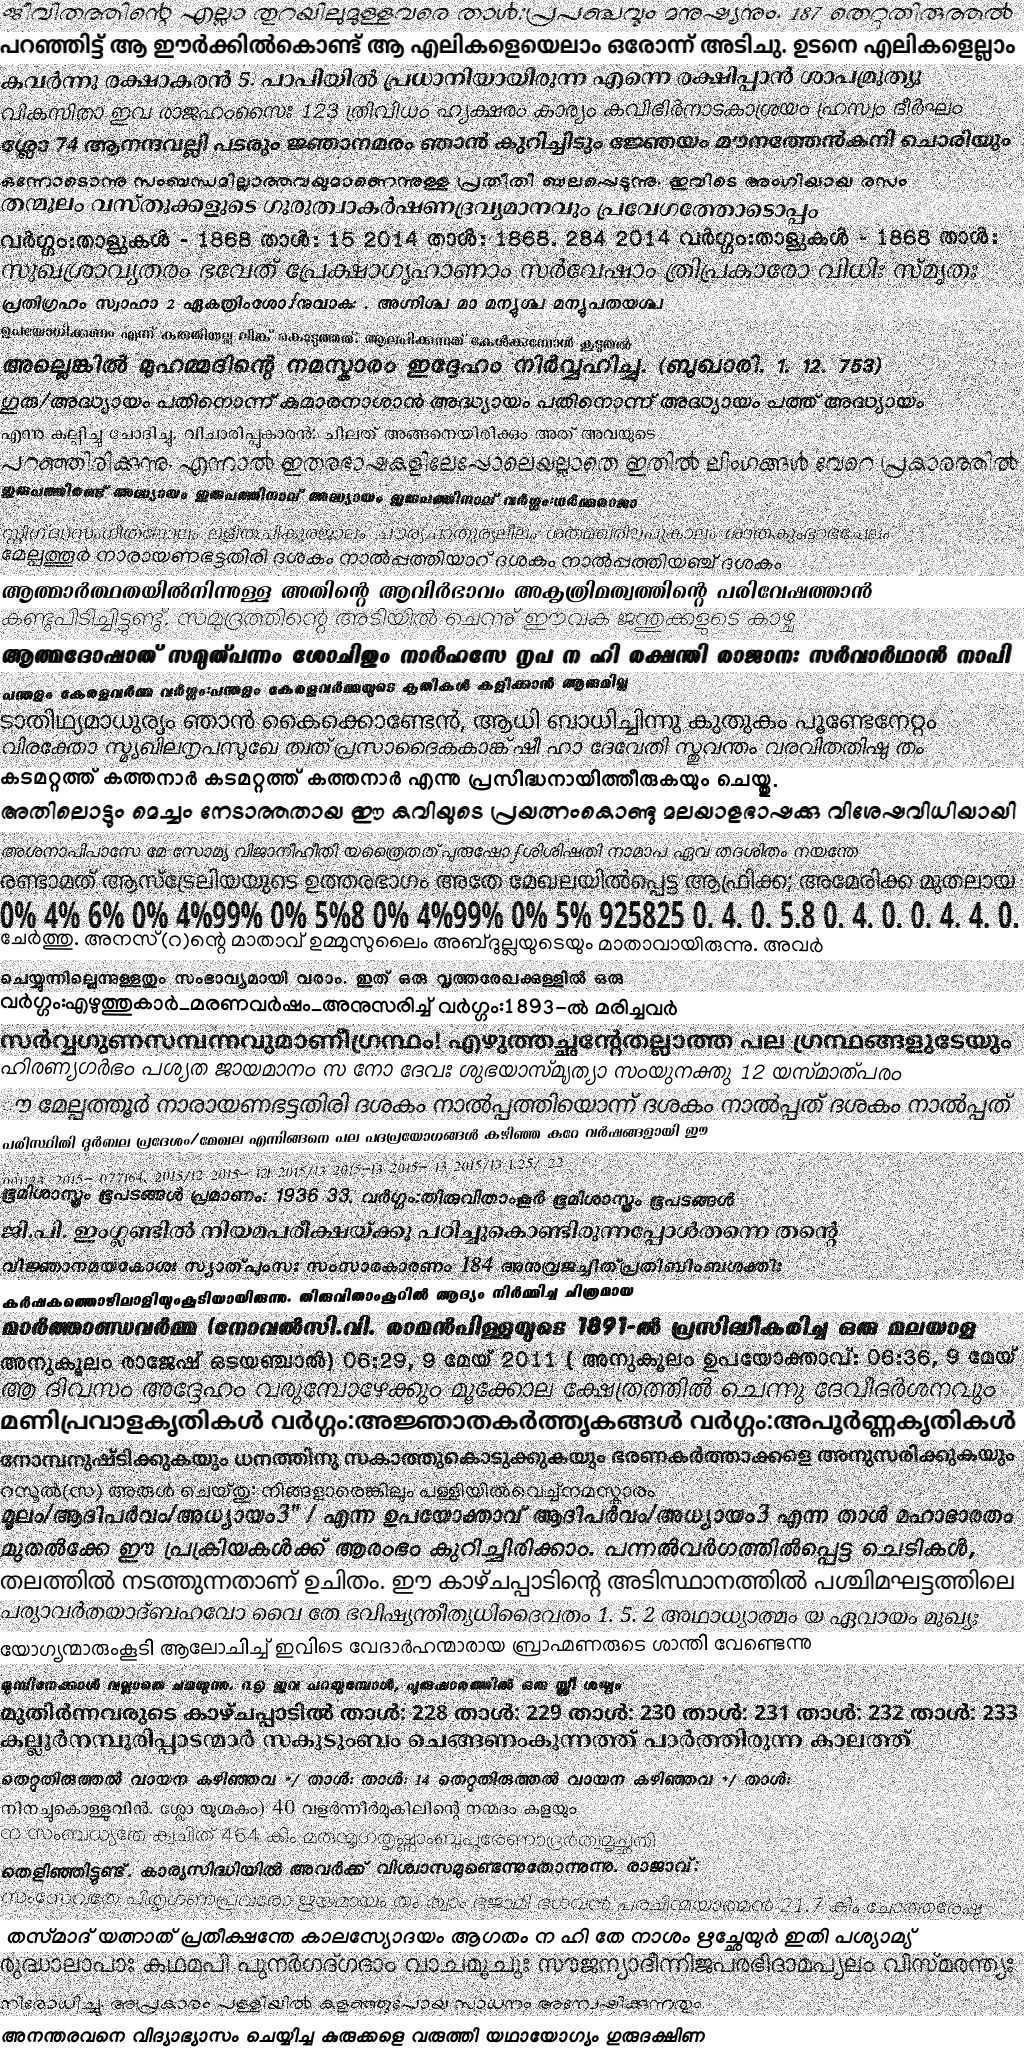 ജീവിതത്തിന്റെ എല്ലാ തുറയിലുമുള്ളവരെ താൾ:പ്രപഞ്ചവും മനുഷ്യനും. 187 തെറ്റതിരുത്തൽ
പറഞ്ഞിട്ട് ആ ഈർക്കിൽകൊണ്ട് ആ എലികളെയെലാം ഒരോന്ന് അടിചു. ഉടനെ എലികളെല്ലാം
കവർന്നു രക്ഷാകരൻ 5. പാപിയിൽ പ്രധാനിയായിരുന്ന എന്നെ രക്ഷിപ്പാൻ ശാപമൃത്യു
വികസിതാ ഇവ രാജഹംസൈഃ 123 ത്രിവിധം ഹ്യക്ഷരം കാര്യം കവിഭിർനാടകാശ്രയം ഹ്രസ്വം ദീർഘം
ശ്ലോ 74 ആനന്ദവല്ലി പടരും ജ്ഞാനമരം ഞാൻ കുറിച്ചിടും ജ്ഞേയം മൗനത്തേൻകനി ചൊരിയും
ഒന്നോടൊന്നു സംബന്ധമില്ലാത്തവയുമാണെന്നുള്ള പ്രതീതി ബലപ്പെടുന്നു. ഇവിടെ അംഗിയായ രസം
തന്മൂലം വസ്തുക്കളുടെ ഗുരുത്വാകർഷണദ്രവ്യമാനവും പ്രവേഗത്തോടൊപ്പം
വർഗ്ഗം:താളുകൾ - 1868 താൾ: 15 2014 താൾ: 1868. 284 2014 വർഗ്ഗം:താളുകൾ - 1868 താൾ:
സുഖശ്രാവ്യതരം ഭവേത് പ്രേക്ഷാഗൃഹാണാം സർവേഷാം ത്രിപ്രകാരോ വിധിഃ സ്മൃതഃ
പ്രതിഗ്രഹം സ്വാഹാ 2 ഏകത്രിംശോഽനുവാകഃ . അഗ്നിശ്ച മാ മന്യുശ്ച മന്യുപതയശ്ച
ഉപയോഗിക്കണം എന്ന് കരുതിയല്ല ലിങ്ക് കൊടുത്തത്. ആലപിക്കുന്നത് കേൾക്കുമ്പോൾ കൂടുതൽ
അല്ലെങ്കിൽ മുഹമ്മദിന്റെ നമസ്കാരം ഇദ്ദേഹം നിർവ്വഹിച്ചു. (ബുഖാരി. 1. 12. 753)
ഗുരു/അദ്ധ്യായം പതിനൊന്ന് കുമാരനാശാൻ അദ്ധ്യായം പതിനൊന്ന് അദ്ധ്യായം പത്ത് അദ്ധ്യായം
എന്നു കല്പിച്ചു ചോദിച്ചു. വിചാരിപ്പുകാരൻ: ചിലത് അങ്ങനെയിരിക്കും അത് അവയുടെ
പറഞ്ഞിരിക്കുന്നു. എന്നാൽ ഇതരഭാഷകളിലേപ്പോലെയല്ലാതെ ഇതിൽ ലിംഗങ്ങൾ വേറെ പ്രകാരത്തിൽ
ഇരുപത്തിരണ്ട് അദ്ധ്യായം ഇരുപത്തിനാല് അദ്ധ്യായം ഇരുപത്തിനാല് വർഗ്ഗം:ധർമ്മരാജാ
മേല്പത്തൂർ നാരായണഭട്ടതിരി ദശകം നാൽപ്പത്തിയാറ് ദശകം നാൽപ്പത്തിയഞ്ച് ദശകം
ആത്മാർത്ഥതയിൽനിന്നുള്ള അതിന്റെ ആവിർഭാവം അകൃത്രിമത്വത്തിന്റെ പരിവേഷത്താൻ
കണ്ടുപിടിച്ചിട്ടുണ്ടു്. സമുദ്രത്തിന്റെ അടിയിൽ ചെന്നു് ഈവക ജന്തുക്കളുടെ കാഴ്ച
ആത്മദോഷാത് സമുത്പന്നം ശോചിതും നാർഹസേ നൃപ ന ഹി രക്ഷന്തി രാജാനഃ സർവാർഥാൻ നാപി
പന്തളം കേരളവർമ്മ വർഗ്ഗം:പന്തളം കേരളവർമ്മയുടെ കൃതികൾ കളിക്കാൻ ആരുമില്ല
ടാതിഥ്യമാധുര്യം ഞാൻ കൈക്കൊണ്ടേൻ, ആധി ബാധിച്ചിന്നു കുതുകം പൂണ്ടേനേറ്റം
വിരക്തോ സ്മ്യഖിലനൃപസുഖേ ത്വത്പ്രസാദൈകകാങ്ക്ഷീ ഹാ ദേവേതി സ്തുവന്തം വരവിതതിഷു തം
കടമറ്റത്ത് കത്തനാർ കടമറ്റത്ത് കത്തനാർ എന്നു പ്രസിദ്ധനായിത്തീരുകയും ചെയ്തു.
അതിലൊട്ടും മെച്ചം നേടാത്തതായ ഈ കവിയുടെ പ്രയത്നംകൊണ്ടു മലയാളഭാഷക്കു വിശേഷവിധിയായി
അശനാപിപാസേ മേ സോമ്യ വിജാനീഹീതി യത്രൈതത്പുരുഷോഽശിശിഷതി നാമാപ ഏവ തദശിതം നയന്തേ
രണ്ടാമത് ആസ്ട്രേലിയയുടെ ഉത്തരഭാഗം അതേ മേഖലയിൽപ്പെട്ട ആഫ്രിക്ക; അമേരിക്ക മുതലായ
0% 4% 6% 0% 4%99% 0% 5%8 0% 4%99% 0% 5% 925825 0. 4. 0. 5.8 0. 4. 0. 0. 4. 4. 0.
ചേർത്തു. അനസ്(റ)ന്റെ മാതാവ് ഉമ്മുസുലൈം അബ്ദുല്ലയുടെയും മാതാവായിരുന്നു. അവർ
ചെയ്യുന്നില്ലെന്നുള്ളതും സംഭാവ്യമായി വരാം. ഇത് ഒരു വൃത്തരേഖക്കുള്ളിൽ ഒരു
വർഗ്ഗം:എഴുത്തുകാർ-മരണവർഷം-അനുസരിച്ച് വർഗ്ഗം:1893-ൽ മരിച്ചവർ
സർവ്വഗുണസമ്പന്നവുമാണീഗ്രന്ഥം! എഴുത്തച്ഛന്റേതല്ലാത്ത പല ഗ്രന്ഥങ്ങളുടേയും
ഹിരണ്യഗർഭം പശ്യത ജായമാനം സ നോ ദേവഃ ശുഭയാസ്മൃത്യാ സംയുനക്തു 12 യസ്മാത്പരം
ീ മേല്പത്തൂർ നാരായണഭട്ടതിരി ദശകം നാൽപ്പത്തിയൊന്ന് ദശകം നാൽപ്പത് ദശകം നാൽപ്പത്
പരിസ്ഥിതി ദുർബല പ്രദേശം/മേഖല എന്നിങ്ങനെ പല പദപ്രയോഗങ്ങൾ കഴിഞ്ഞ കുറേ വർഷങ്ങളായി ഈ
2015- 077164, 2015/12 2015- 12! 2015/13 2015-13 2015- 13 2015/13 1.25/ 22
ഭൂമിശാസ്ത്രം ഭൂപടങ്ങൾ പ്രമാണം: 1936 33. വർഗ്ഗം:തിരുവിതാംകൂർ ഭൂമിശാസ്ത്രം ഭൂപടങ്ങൾ
ജി.പി. ഇംഗ്ലണ്ടിൽ നിയമപരീക്ഷയ്ക്കു പഠിച്ചുകൊണ്ടിരുന്നപ്പോൾതന്നെ തന്റെ
വിജ്ഞാനമയകോശഃ സ്യാത്പുംസഃ സംസാരകാരണം 184 അനുവ്രജച്ചിത്പ്രതിബിംബശക്തിഃ
കർഷകത്തൊഴിലാളിയുംകൂടിയായിരുന്നു. തിരുവിതാംകൂറിൽ ആദ്യം നിർമ്മിച്ച ചിത്രമായ
മാർത്താണ്ഡവർമ്മ (നോവൽസി.വി. രാമൻപിള്ളയുടെ 1891-ൽ പ്രസിദ്ധീകരിച്ച ഒരു മലയാള
അനുകൂലം രാജേഷ് ഒടയഞ്ചാൽ) 06:29, 9 മേയ് 2011 ( അനുകൂലം ഉപയോക്താവ്: 06:36, 9 മേയ്
ആ ദിവസം അദ്ദേഹം വരുമ്പോഴേക്കും മൂക്കോല ക്ഷേത്രത്തിൽ ചെന്നു ദേവീദർശനവും
മണിപ്രവാളകൃതികൾ വർഗ്ഗം:അജ്ഞാതകർത്തൃകങ്ങൾ വർഗ്ഗം:അപൂർണ്ണകൃതികൾ
നോമ്പനുഷ്ടിക്കുകയും ധനത്തിനു സകാത്തുകൊടുക്കുകയും ഭരണകർത്താക്കളെ അനുസരിക്കുകയും
റസൂൽ(സ) അരുൾ ചെയ്തു: നിങ്ങളാരെങ്കിലും പള്ളിയിൽവെച്ച്നമസ്കാരം
മൂലം/ആദിപർവം/അധ്യായം3" / എന്ന ഉപയോക്താവ് ആദിപർവം/അധ്യായം3 എന്ന താൾ മഹാഭാരതം
മുതൽക്കേ ഈ പ്രക്രിയകൾക്ക് ആരംഭം കുറിച്ചിരിക്കാം. പന്നൽവർഗത്തിൽപ്പെട്ട ചെടികൾ,
തലത്തിൽ നടത്തുന്നതാണ് ഉചിതം. ഈ കാഴ്ചപ്പാടിന്റെ അടിസ്ഥാനത്തിൽ പശ്ചിമഘട്ടത്തിലെ
പര്യാവർതയാദ്ബഹവോ വൈ തേ ഭവിഷ്യന്തീത്യധിദൈവതം 1. 5. 2 അഥാധ്യാത്മം യ ഏവായം മുഖ്യഃ
യോഗ്യന്മാരുംകൂടി ആലോചിച്ച് ഇവിടെ വേദാർഹന്മാരായ ബ്രാഹ്മണരുടെ ശാന്തി വേണ്ടെന്നു
മുമ്പിനേക്കാൾ വല്ലാതെ ചമയുന്നു. ൻ.൭ ജൂവ പറയുമ്പോൾ, പുരുഷാരത്തിൽ ഒരു സ്ത്രീ ശബ്ദം
മുതിർന്നവരുടെ കാഴ്ചപ്പാടിൽ താൾ: 228 താൾ: 229 താൾ: 230 താൾ: 231 താൾ: 232 താൾ: 233
കല്ലൂർനമ്പൂരിപ്പാടന്മാർ സകുടുംബം ചെങ്ങണംകുന്നത്ത് പാർത്തിരുന്ന കാലത്ത്
തെറ്റുതിരുത്തൽ വായന കഴിഞ്ഞവ */ താൾ: താൾ: 14 തെറ്റുതിരുത്തൽ വായന കഴിഞ്ഞവ */ താൾ:
നിനച്ചുകൊള്ളുവിൻ. ശ്ലോ യുഗ്മകം) 40 വളർന്നീർമുകിലിന്റെ നന്മദം കളയും
ന സംബധ്യതേ ക്വചിത് 464 കിം മരുന്മൃഗതൃഷ്ണാംബുപൂരേണാദ്രർത്വമൃച്ഛതി
തെളിഞ്ഞിട്ടുണ്ട്. കാര്യസിദ്ധിയിൽ അവർക്ക് വിശ്വാസമുണ്ടെന്നുതോന്നുന്നു. രാജാവ്:
തസ്മാദ് യത്നാത് പ്രതീക്ഷന്തേ കാലസ്യോദയം ആഗതം ന ഹി തേ നാശം ഋച്ഛേയുർ ഇതി പശ്യാമ്യ്
രുദ്ധാലാപാഃ കഥമപി പുനർഗദ്ഗദാം വാചമൂചുഃ സൗജന്യാദീന്നിജപരഭിദാമപ്യലം വിസ്മരന്ത്യഃ
നിരോധിച്ചു. അപ്രകാരം പള്ളിയിൽ കളഞ്ഞുപോയ സാധനം അന്വേഷിക്കുന്നതും
അനന്തരവനെ വിദ്യാഭ്യാസം ചെയ്യിച്ച കുരുക്കളെ വരുത്തി യഥായോഗ്യം ഗുരുദക്ഷിണ